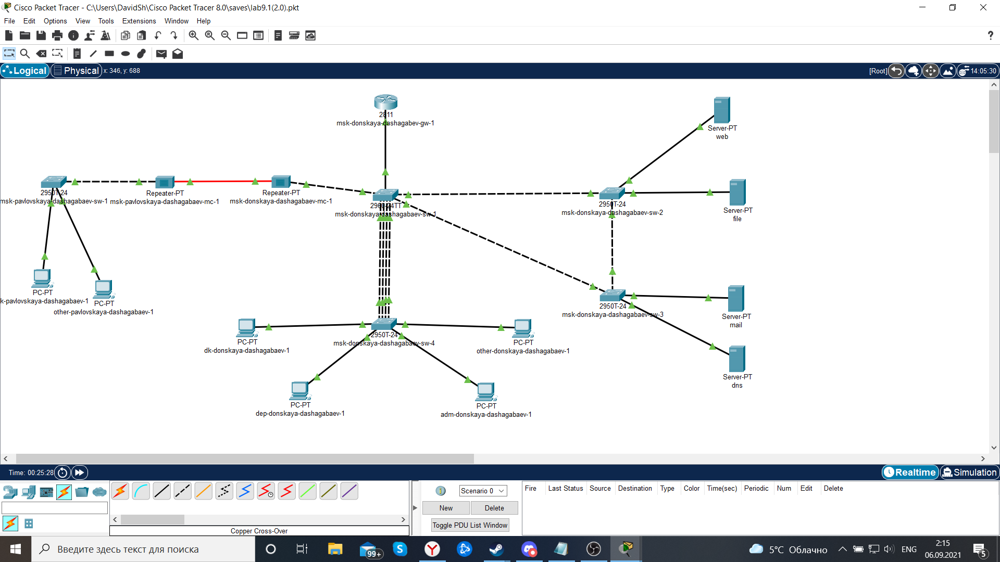 Cisco Packet Tracer - C:\Users\DavidSh\Cisco Packet Tracer 8.0\saves\lab9.1(2.0).pkt
File Edit Options View Tools Extensions Window Help
?
Logical Physical x: 346, y: 688 [Root] 14:05:30
2811
msk-donskaya-dashagabev-gw-1
Server-PT
web
2950T-24
msk-pavlovskaya-dashagabaev-sw-1
Repeater-PT
msk-pavlovskaya-dashagabaev-mc-1
Repeater-PT
msk-donskaya-dashagabaev-mc-1
2960-24TT
msk-donskaya-dashagabaev-sw-1
2950T-24
msk-donskaya-dashagabaev-sw-2
Server-PT
file
PC-PT
k-pavlovskaya-dashagabaev-1
PC-PT
other-pavlovskaya-dashagabaev-1
2950T-24
msk-donskaya-dashagabaev-sw-3
Server-PT
mail
PC-PT
dk-donskaya-dashagabaev-1
2950T-24
msk-donskaya-dashagabaev-sw-4
PC-PT
other-donskaya-dashagabaev-1
Server-PT
dns
PC-PT
dep-donskaya-dashagabaev-1
PC-PT
adm-donskaya-dashagabaev-1
Time: 00:25:28 Realtime Simulation
Scenario 0
New Delete
Toggle PDU List Window
Fire Last Status Source Destination Type Color Time(sec) Periodic Num Edit Delete
Copper Cross-Over
Введите здесь текст для поиска
99+
5°C Облачно
ENG
2:15
06.09.2021
5